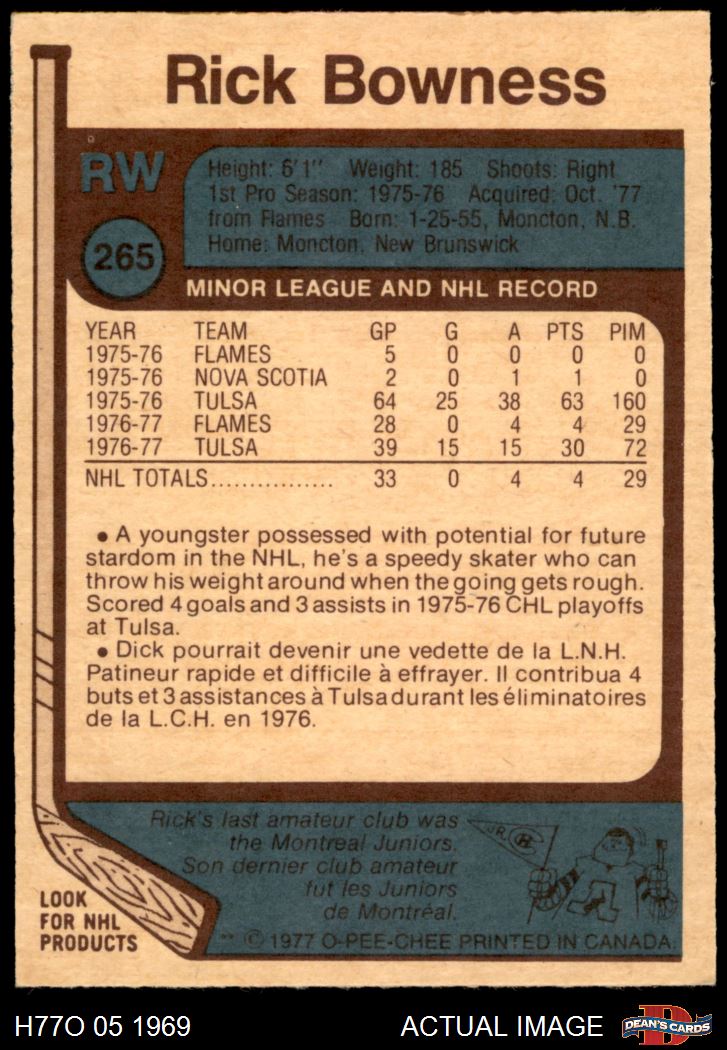 Rick Bowness
RW
Height: 6'1" Weight: 185 Shoots: Right
1st Pro Season: 1975-76 Acquired: Oct. '77
from Flames Born: 1-25-55, Moncton, N.B.
Home: Moncton, New Brunswick
265
MINOR LEAGUE AND NHL RECORD
YEAR TEAM GP G A PTS PIM
1975-76 FLAMES 5 0 0 0 0
1975-76 NOVA SCOTIA 2 0 1 1 0
1975-76 TULSA 64 25 38 63 160
1976-77 FLAMES 28 0 4 4 29
1976-77 TULSA 39 15 15 30 72
NHL TOTALS................ 33 0 4 4 29
• A youngster possessed with potential for future
stardom in the NHL, he's a speedy skater who can
throw his weight around when the going gets rough.
Scored 4 goals and 3 assists in 1975-76 CHL playoffs
at Tulsa.
• Dick pourrait devenir une vedette de la L.N.H.
Patineur rapide et difficile à effrayer. Il contribua 4
buts et 3 assistances à Tulsa durant les éliminatoires
de la L.C.H. en 1976.
Rick's last amateur club was
the Montreal Juniors.
Son dernier club amateur
fut les Juniors
de Montréal.
JR. CH
LOOK
FOR NHL
PRODUCTS
** © 1977 O-PEE-CHEE PRINTED IN CANADA
H77O 05 1969 ACTUAL IMAGE
D
DEAN'S CARDS